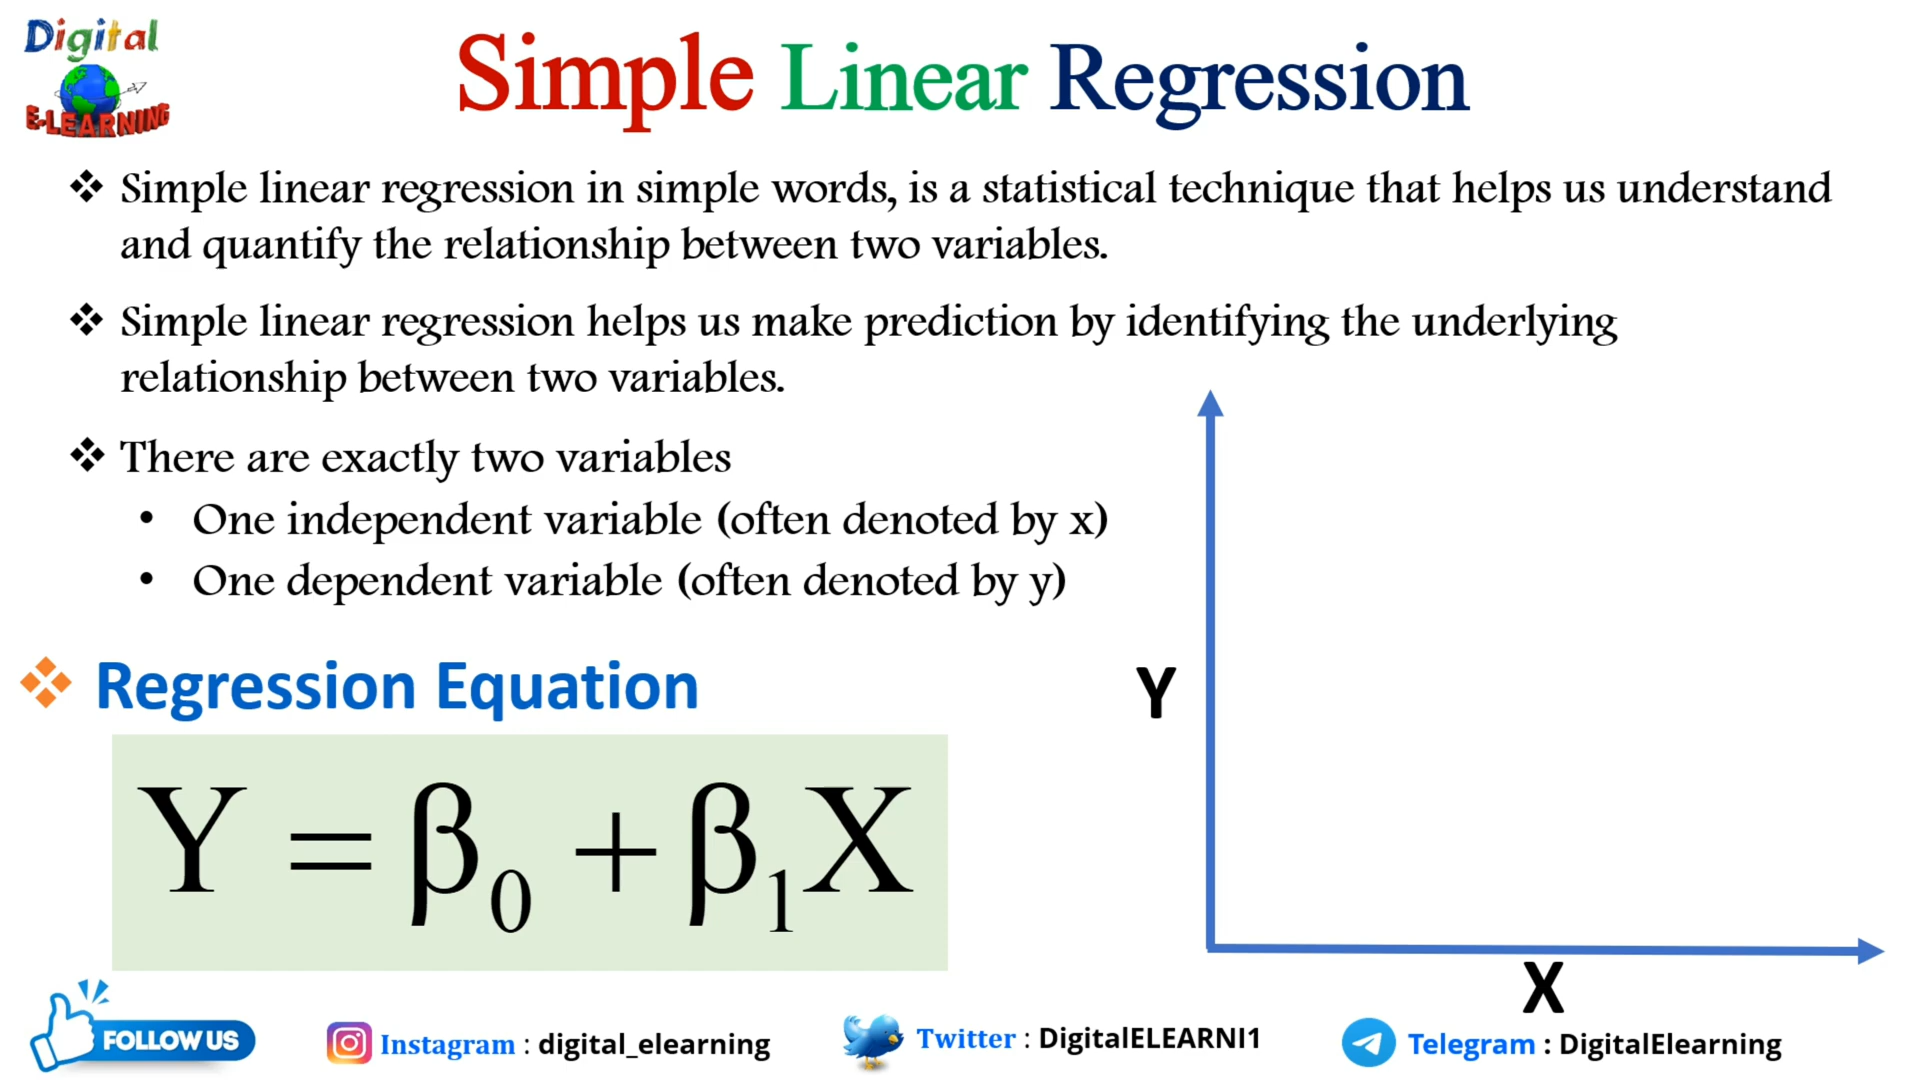 Digital
E-LEARNING
Simple Linear Regression
❖ Simple linear regression in simple words, is a statistical technique that helps us understand
and quantify the relationship between two variables.
❖ Simple linear regression helps us make prediction by identifying the underlying
relationship between two variables.
❖ There are exactly two variables
• One independent variable (often denoted by x)
• One dependent variable (often denoted by y)
❖ Regression Equation
Y = β₀ + β₁X
Y
X
FOLLOW US
Instagram : digital_elearning
Twitter : DigitalELEARNI1
Telegram : DigitalElearning